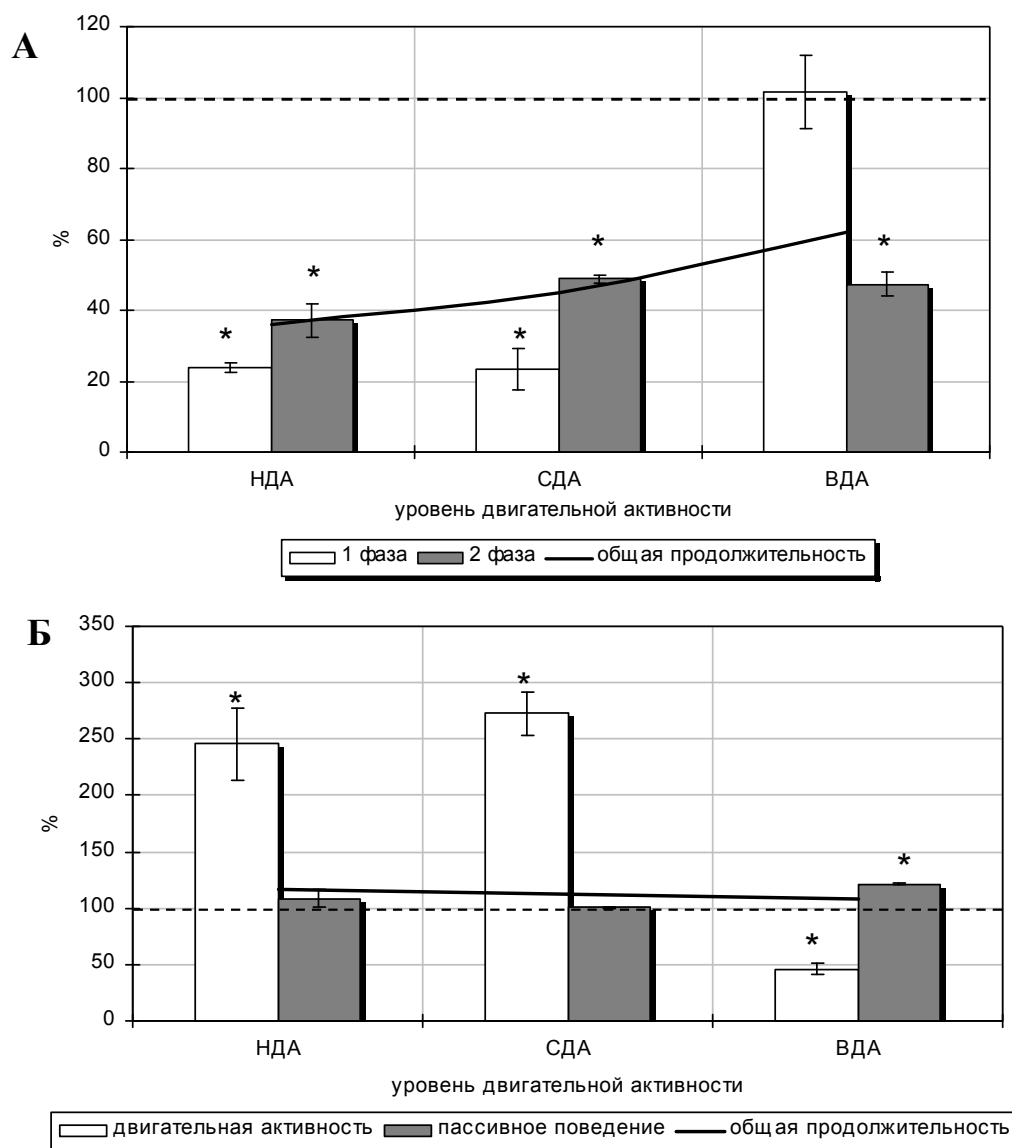 А
120
100
80
60
40
20
0
%
* * * * *
НДА СДА ВДА
уровень двигательной активности
1 фаза 2 фаза общая продолжительность
Б
350
300
250
200
150
100
50
0
%
* * * *
НДА СДА ВДА
уровень двигательной активности
двигательная активность пассивное поведение общая продолжительность